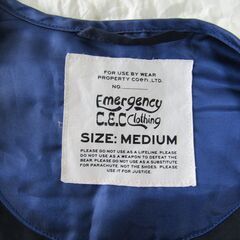 FOR USE BY WEAR
PROPERTY Coen LTD.
NO.
Emergency
C.E.C Clothing
SIZE: MEDIUM
PLEASE DO NOT USE AS A LIFELINE. PLEASE
DO NOT USE AS A WEAPON TO DEFEAT THE
BEAR. PLEASE DO NOT USE AS A SUBSTITUTE
FOR PARACHUTE. NOT THE SHOES. PLEASE
USE IT FOR JUSTICE.